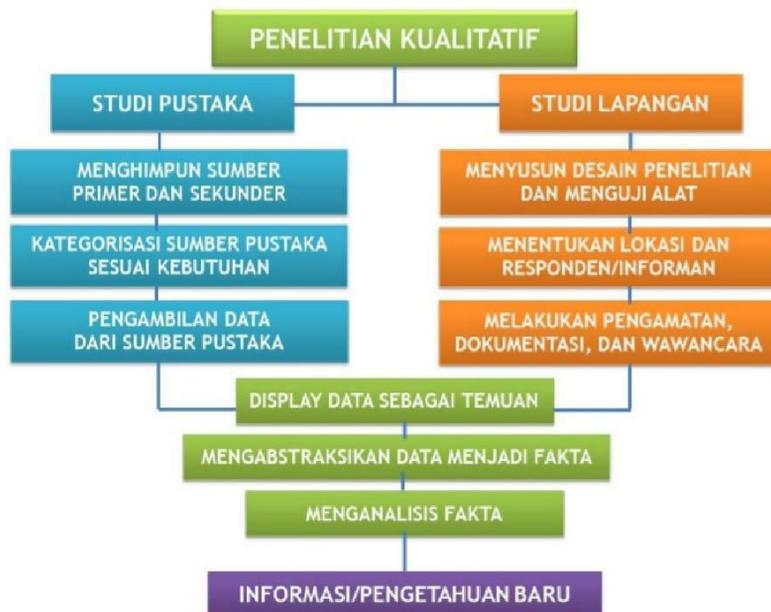 PENELITIAN KUALITATIF
STUDI PUSTAKA
MENGHIMPUN SUMBER
PRIMER DAN SEKUNDER
KATEGORISASI SUMBER PUSTAKA
SESUAI KEBUTUHAN
PENGAMBILAN DATA
DARI SUMBER PUSTAKA
STUDI LAPANGAN
MENYUSUN DESAIN PENELITIAN
DAN MENGUJI ALAT
MENENTUKAN LOKASI DAN
RESPONDEN/INFORMAN
MELAKUKAN PENGAMATAN,
DOKUMENTASI, DAN WAWANCARA
DISPLAY DATA SEBAGAI TEMUAN
MENGABSTRAKSIKAN DATA MENJADI FAKTA
MENGANALISIS FAKTA
INFORMASI/PENGETAHUAN BARU